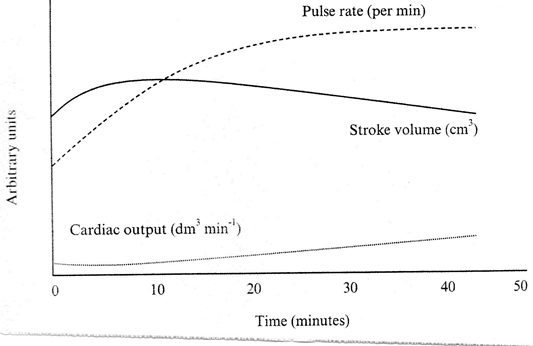 Pulse rate (per min)
Arbitrary units
Stroke volume (cm³)
Cardiac output (dm³ min⁻¹)
0 10 20 30 40 50
Time (minutes)